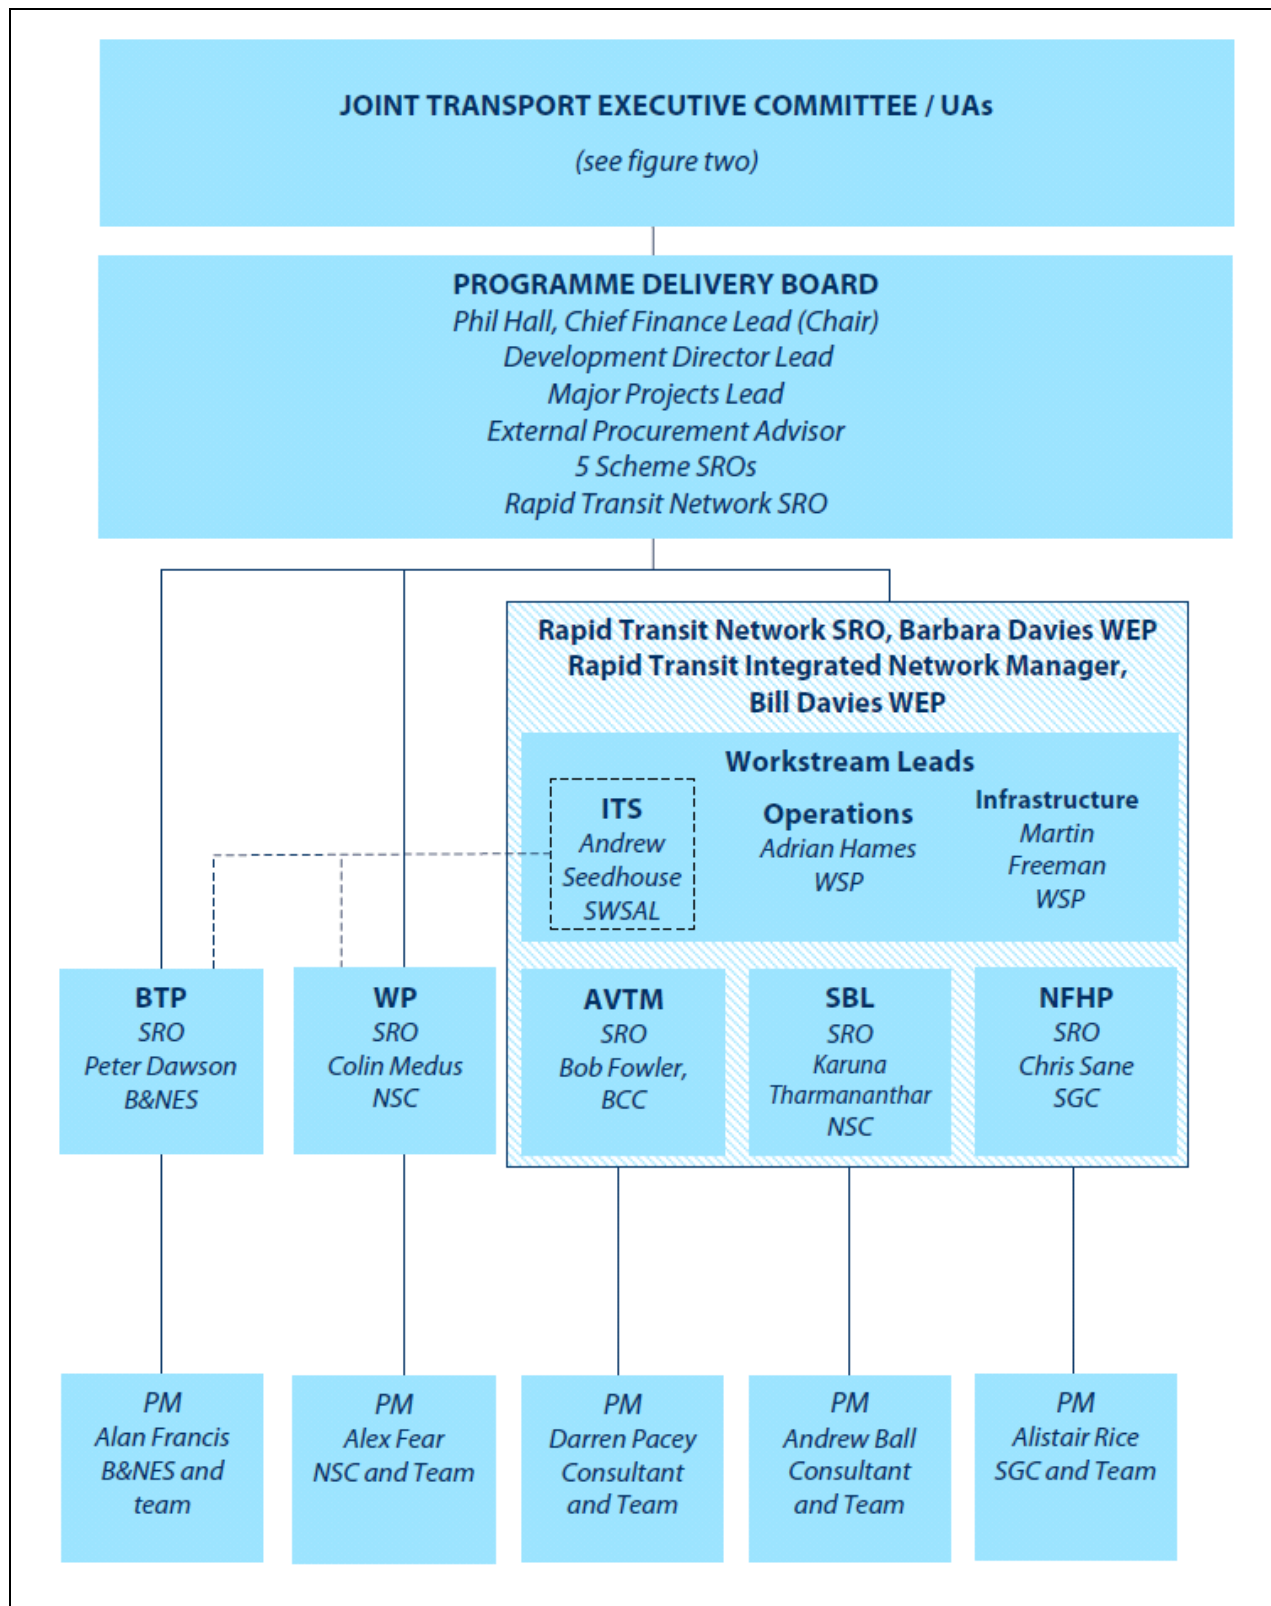 JOINT TRANSPORT EXECUTIVE COMMITTEE / UAs
(see figure two)
PROGRAMME DELIVERY BOARD
Phil Hall, Chief Finance Lead (Chair)
Development Director Lead
Major Projects Lead
External Procurement Advisor
5 Scheme SROs
Rapid Transit Network SRO
Rapid Transit Network SRO, Barbara Davies WEP
Rapid Transit Integrated Network Manager,
Bill Davies WEP
Workstream Leads
ITS
Andrew
Seedhouse
SWSAL
Operations
Adrian Hames
WSP
Infrastructure
Martin
Freeman
WSP
BTP
SRO
Peter Dawson
B&NES
WP
SRO
Colin Medus
NSC
AVTM
SRO
Bob Fowler,
BCC
SBL
SRO
Karuna
Tharmananthar
NSC
NFHP
SRO
Chris Sane
SGC
PM
Alan Francis
B&NES and
team
PM
Alex Fear
NSC and Team
PM
Darren Pacey
Consultant
and Team
PM
Andrew Ball
Consultant
and Team
PM
Alistair Rice
SGC and Team